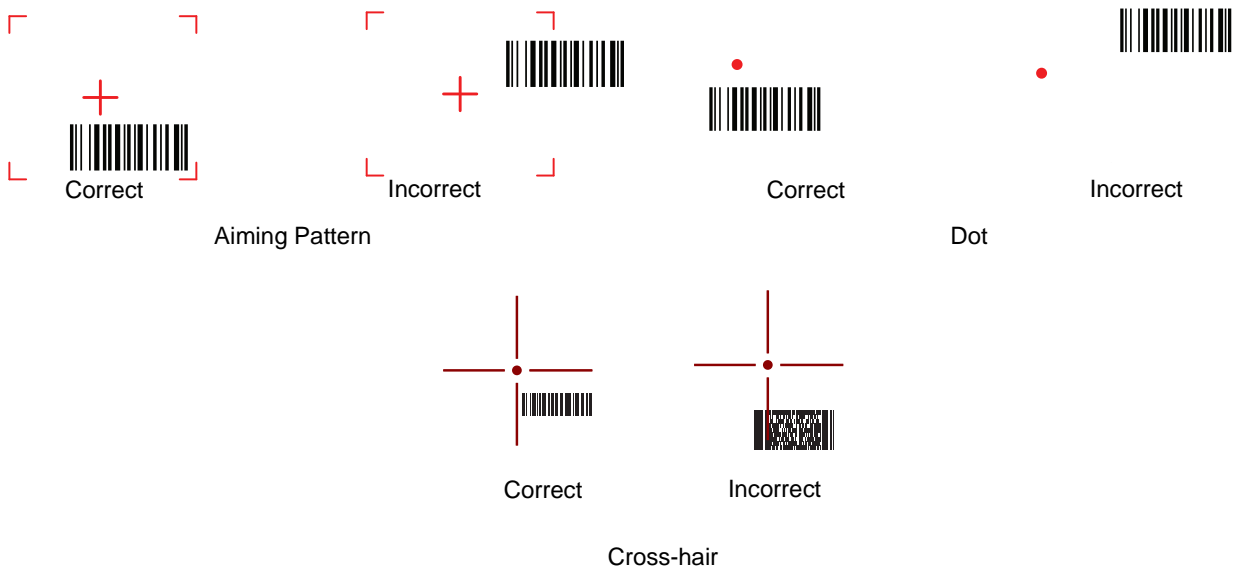 Correct
Incorrect
Correct
Incorrect
Aiming Pattern
Dot
Correct
Incorrect
Cross-hair